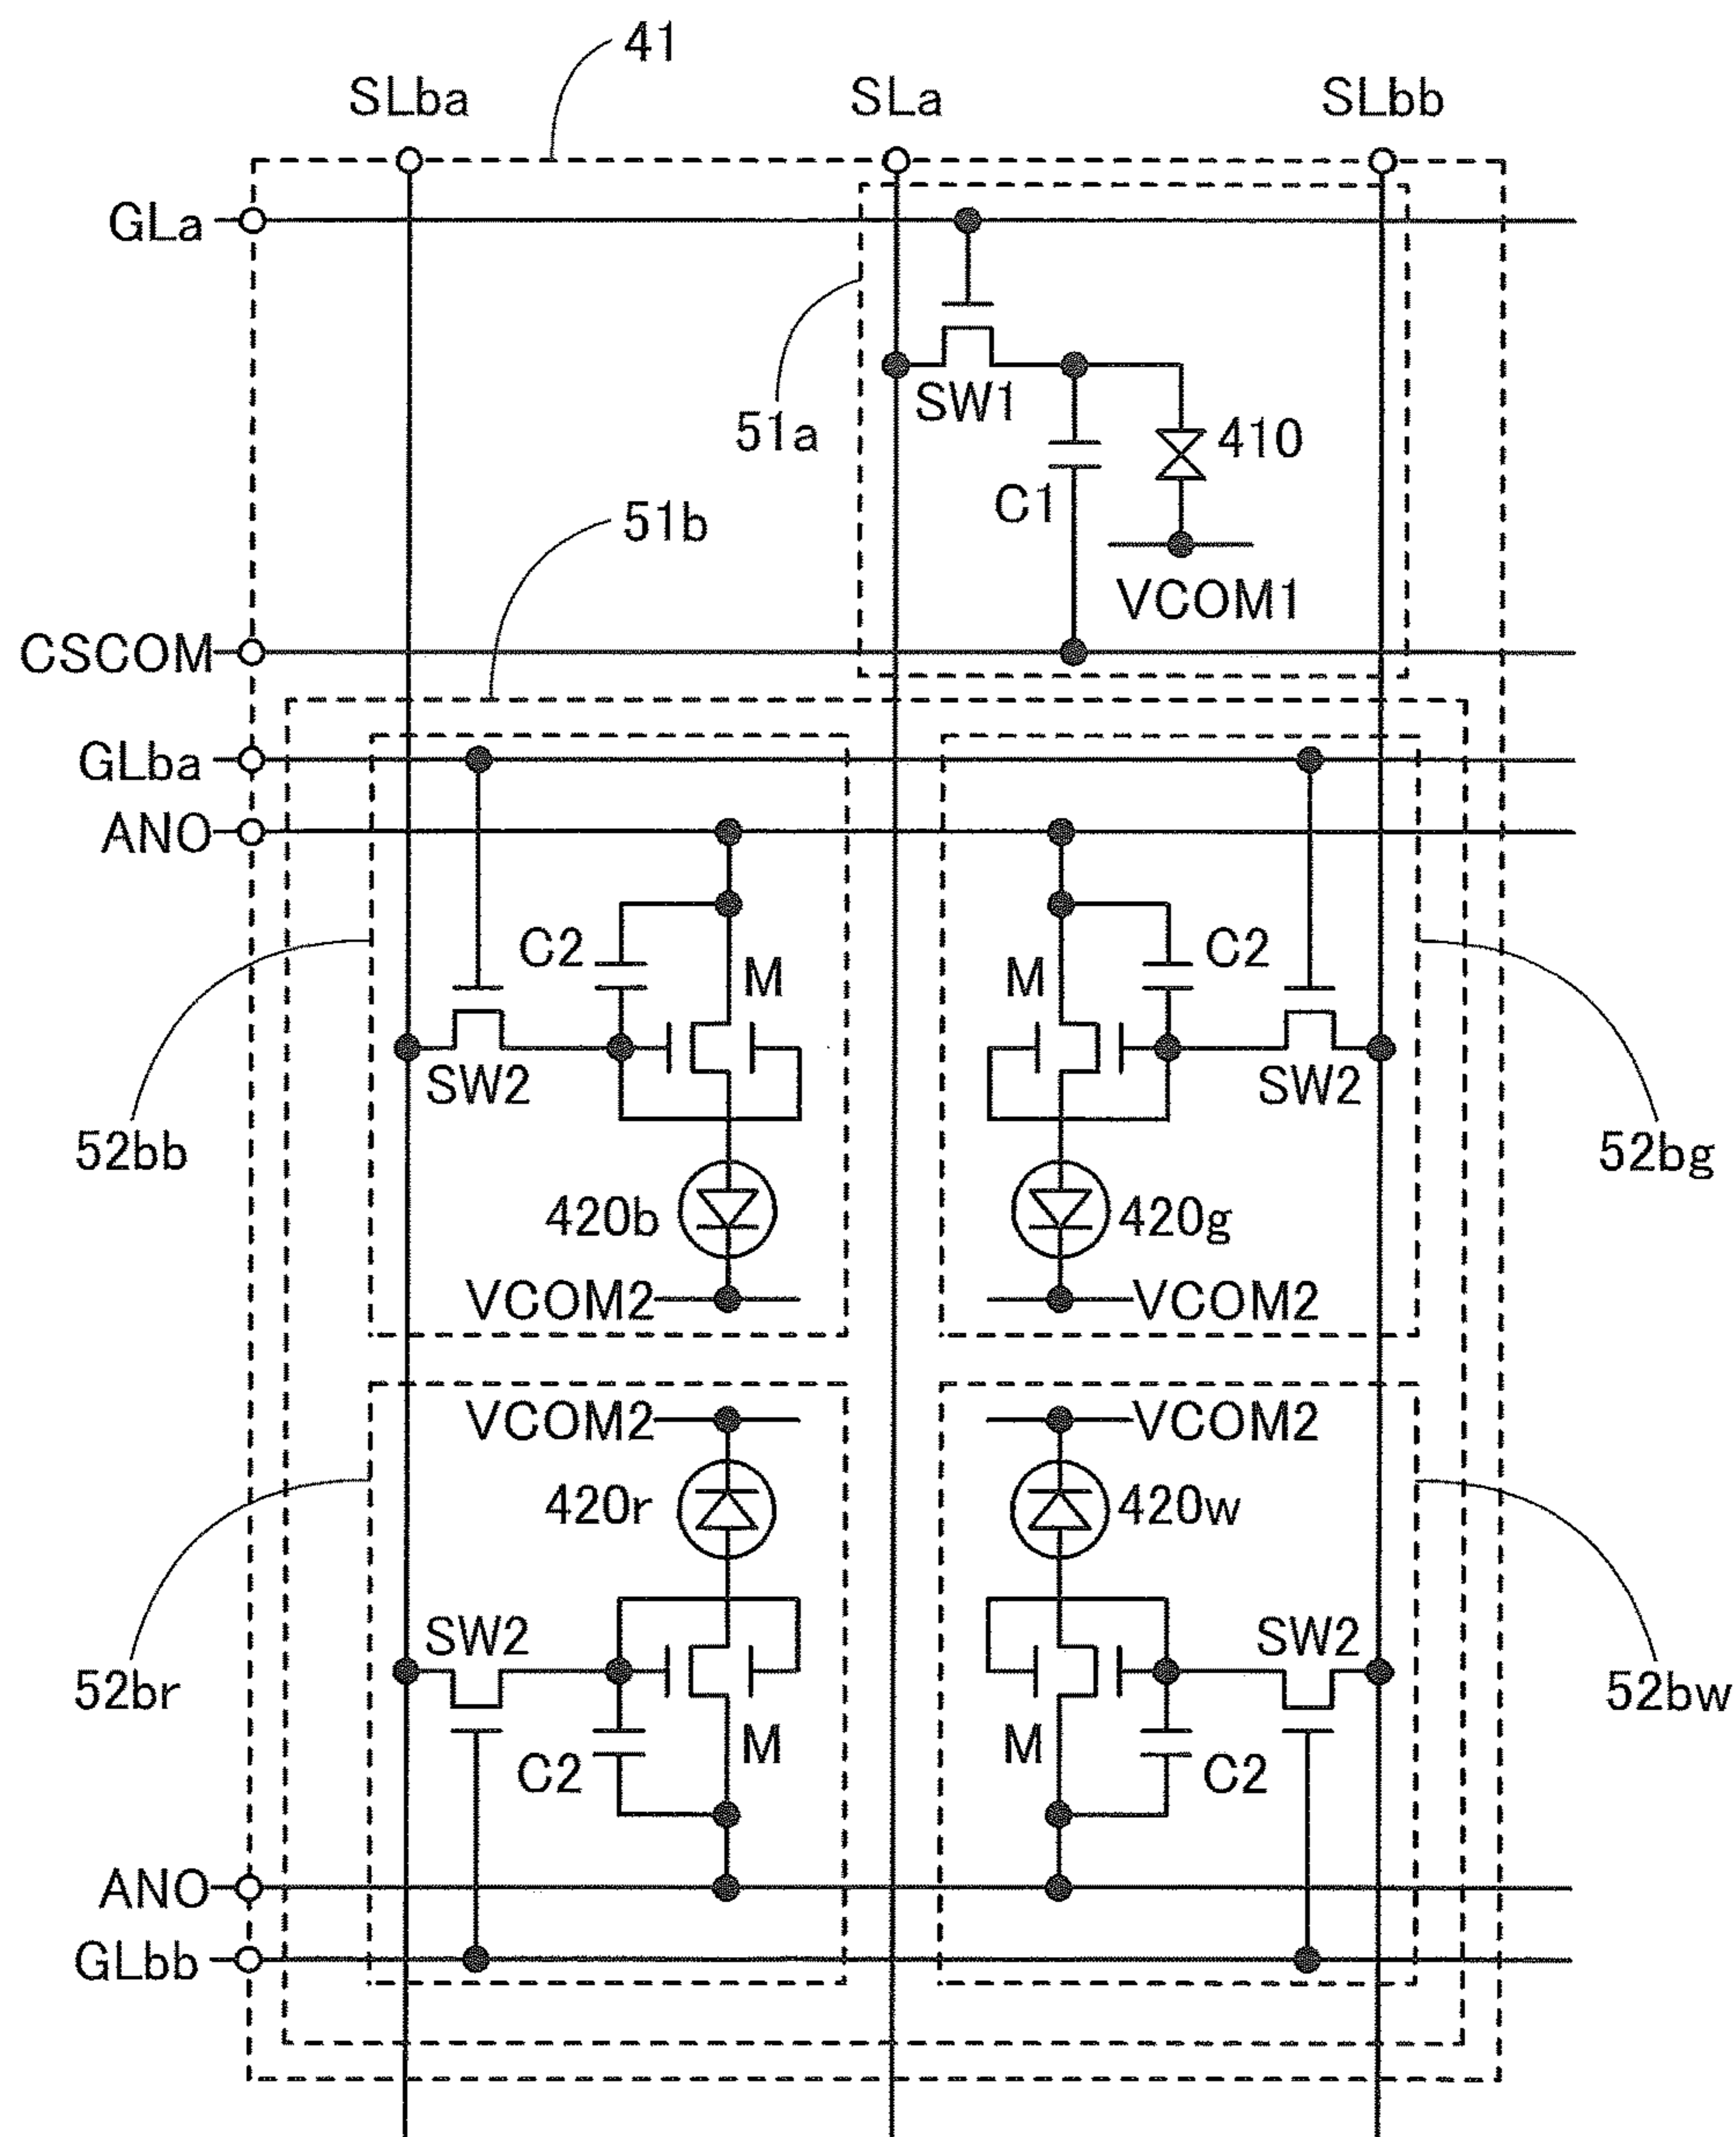 41
SLba SLa SLbb
GLa
SW1
51a
410
C1
51b
VCOM1
CSCOM
GLba
ANO
C2 M M C2
SW2 SW2
52bb 52bg
420b 420g
VCOM2 VCOM2
VCOM2 VCOM2
420r 420w
SW2 SW2
52br 52bw
C2 M M C2
ANO
GLbb